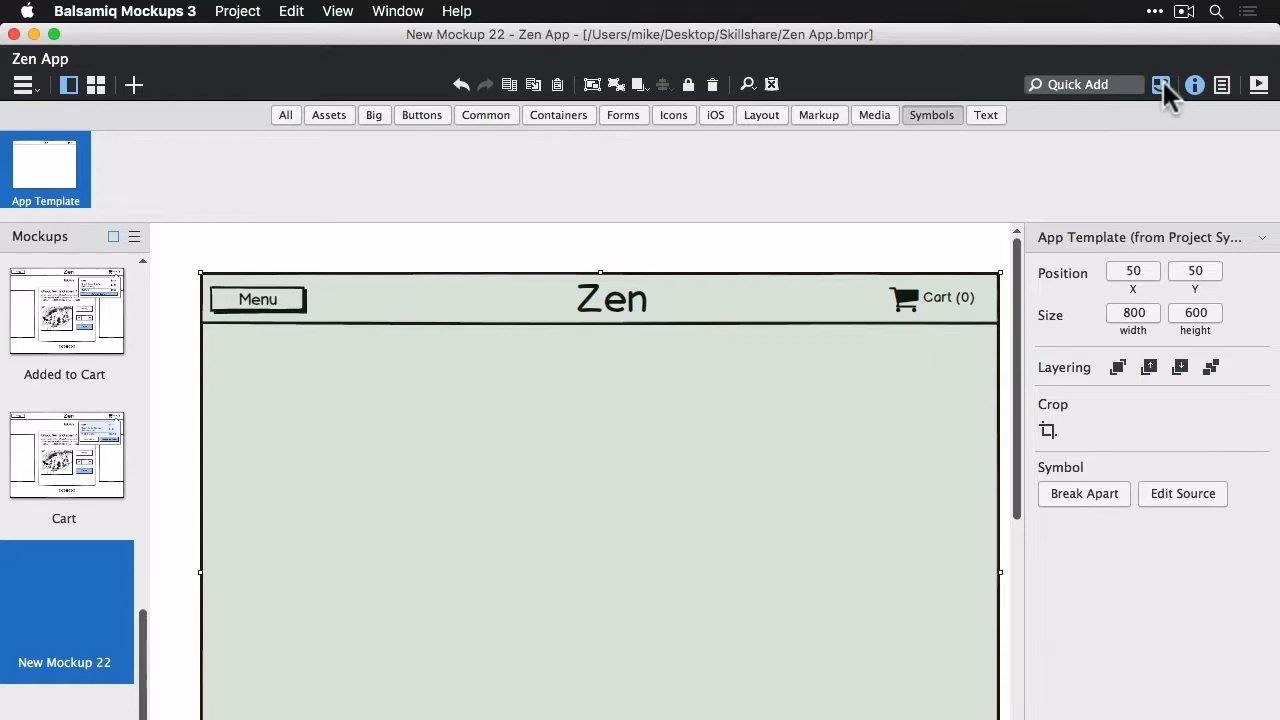 Balsamiq Mockups 3 Project Edit View Window Help
New Mockup 22 - Zen App - [/Users/mike/Desktop/Skillshare/Zen App.bmpr]
Zen App
Quick Add
All Assets Big Buttons Common Containers Forms Icons iOS Layout Markup Media Symbols Text
App Template
Mockups
App Template (from Project Sy...
Menu Zen Cart (0)
Position 50 50
X Y
Size 800 600
width height
Added to Cart
Layering
Crop
Symbol
Break Apart Edit Source
Cart
New Mockup 22